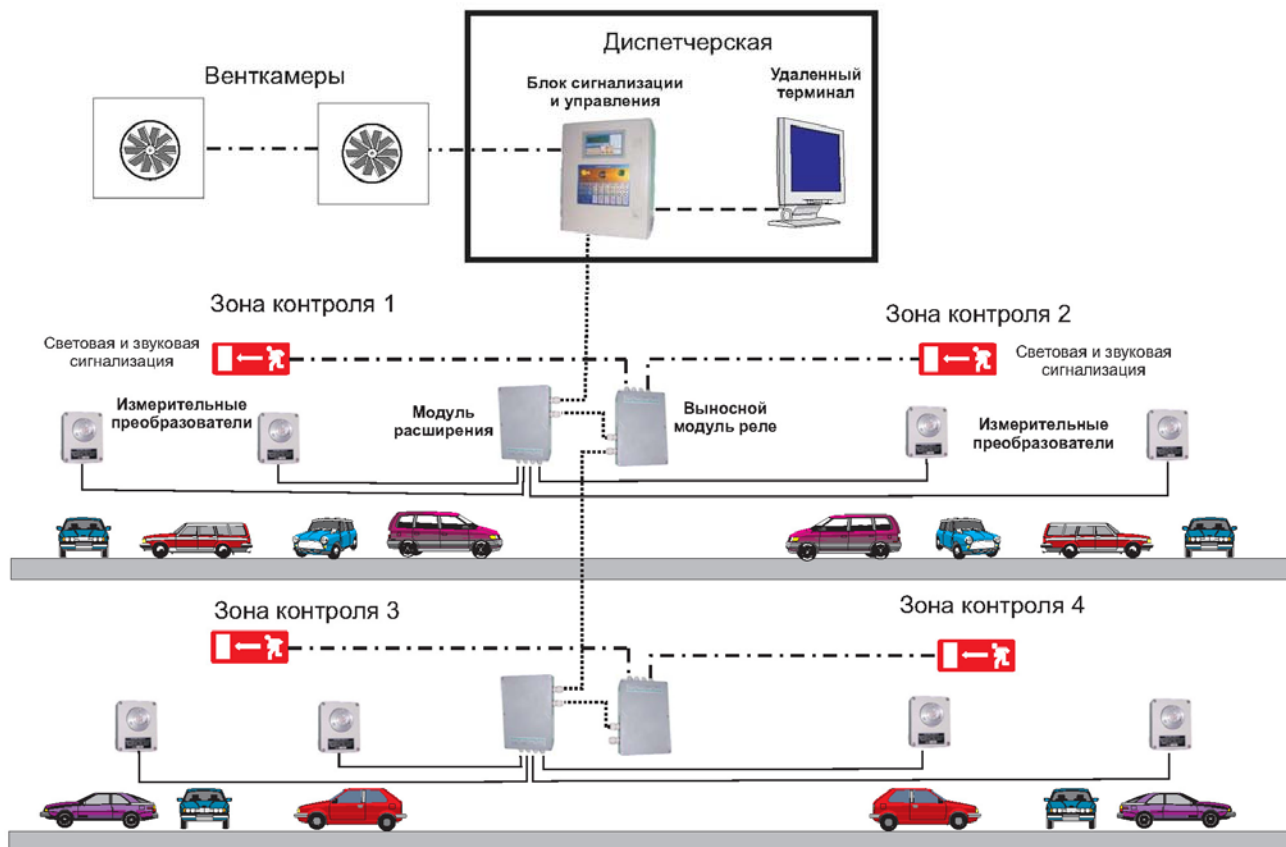 Диспетчерская
Венткамеры
Блок сигнализации
и управления
Удаленный
терминал
Зона контроля 1
Зона контроля 2
Световая и звуковая
сигнализация
Световая и звуковая
сигнализация
Измерительные
преобразователи
Модуль
расширения
Выносной
модуль реле
Измерительные
преобразователи
Зона контроля 3
Зона контроля 4